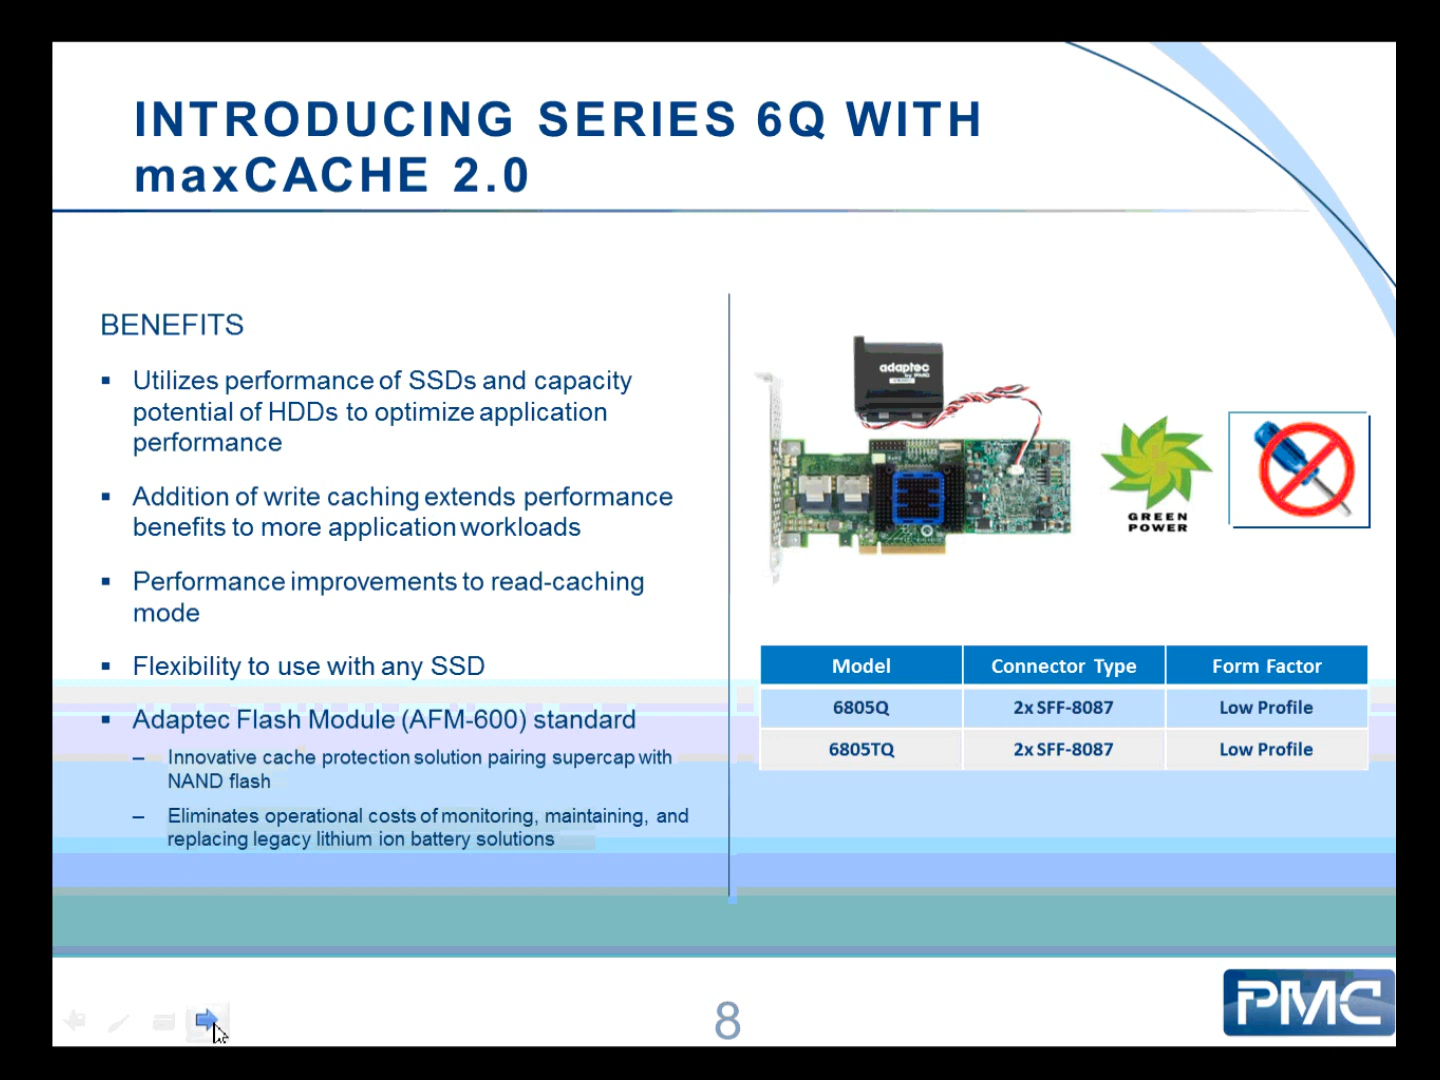 INTRODUCING SERIES 6Q WITH
maxCACHE 2.0
BENEFITS
▪ Utilizes performance of SSDs and capacity
potential of HDDs to optimize application
performance
▪ Addition of write caching extends performance
benefits to more application workloads
▪ Performance improvements to read-caching
mode
▪ Flexibility to use with any SSD
▪ Adaptec Flash Module (AFM-600) standard
– Innovative cache protection solution pairing supercap with
NAND flash
– Eliminates operational costs of monitoring, maintaining, and
replacing legacy lithium ion battery solutions
adaptec
by PMC
GREEN
POWER
Model Connector Type Form Factor
6805Q 2x SFF-8087 Low Profile
6805TQ 2x SFF-8087 Low Profile
8
PMC